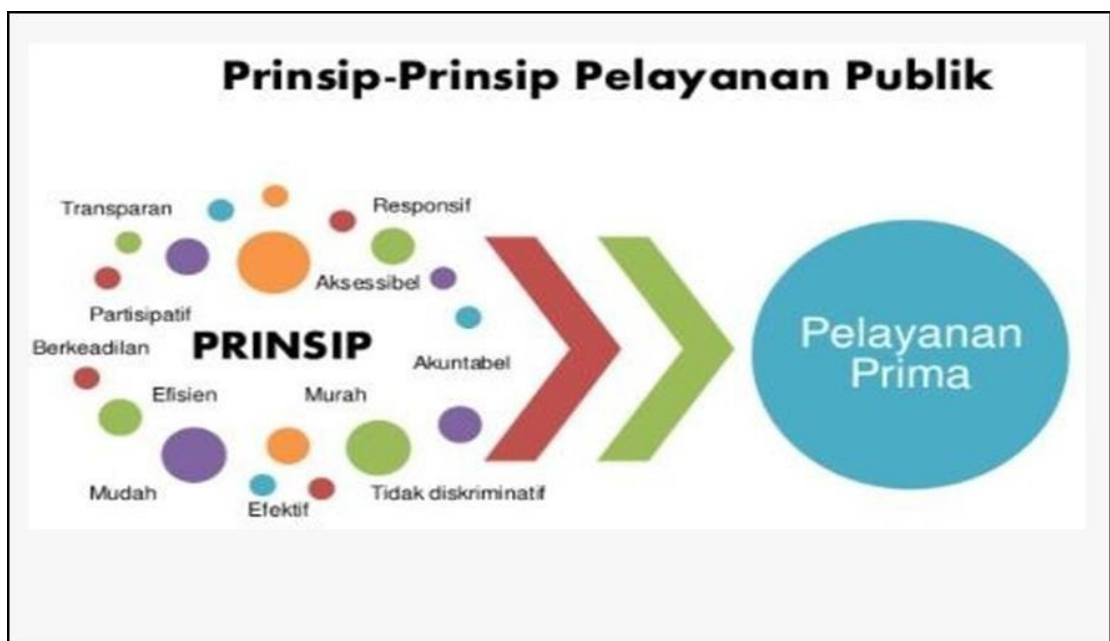 Prinsip-Prinsip Pelayanan Publik
Transparan
Responsif
Aksessibel
Partisipatif
Berkeadilan
PRINSIP
Akuntabel
Efisien
Murah
Mudah
Efektif
Tidak diskriminatif
Pelayanan
Prima